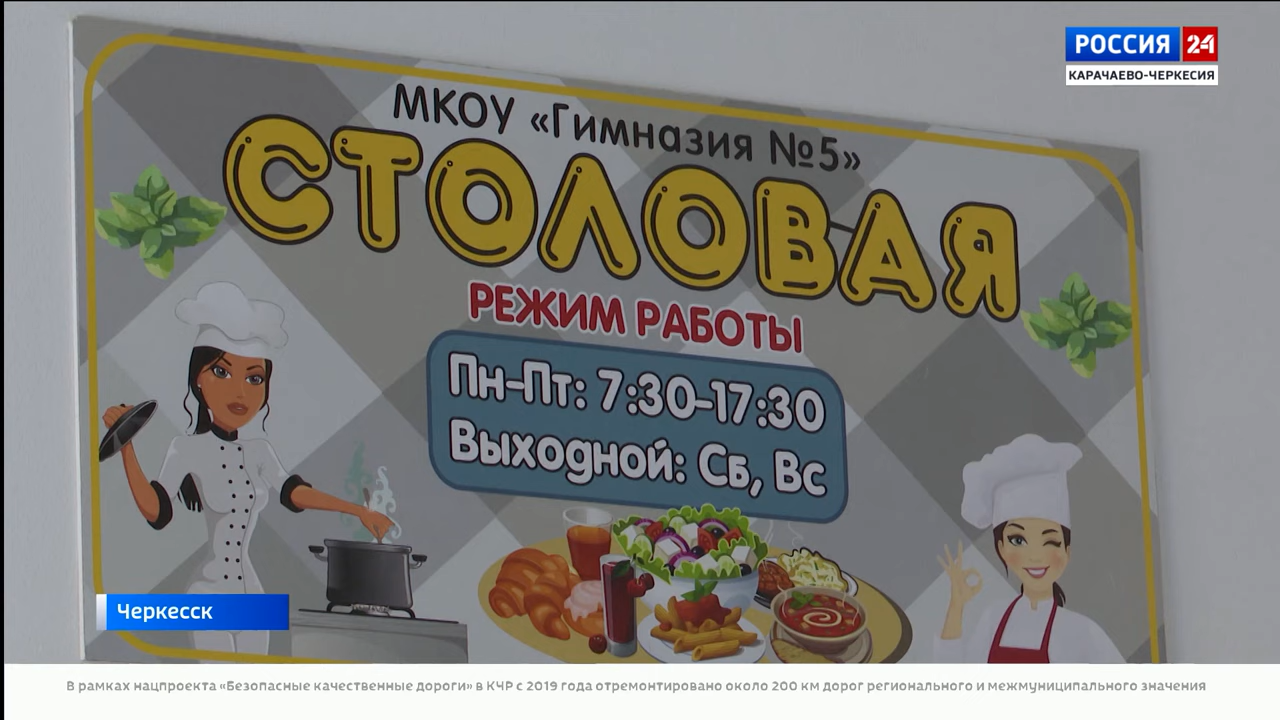 РОССИЯ 24
КАРАЧАЕВО-ЧЕРКЕСИЯ
МКОУ «Гимназия №5»
СТОЛОВАЯ
РЕЖИМ РАБОТЫ
Пн-Пт: 7:30-17:30
Выходной: Сб, Вс
Черкесск
В рамках нацпроекта «Безопасные качественные дороги» в КЧР с 2019 года отремонтировано около 200 км дорог регионального и межмуниципального значения